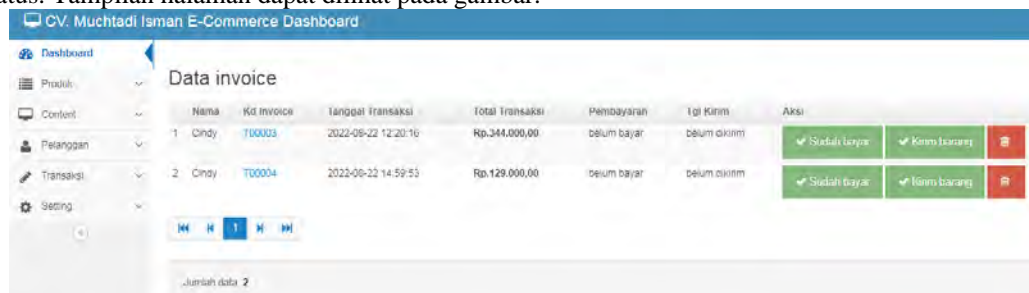 atus. Tampilan halaman dapat dilihat pada gambar.
CV. Muchtadi Isman E-Commerce Dashboard
Dashboard
Produk
Content
Pelanggan
Transaksi
Setting
Data invoice
Nama Kd Invoice Tanggal Transaksi Total Transaksi Pembayaran Tgl Kirim Aksi
1 Cindy T00003 2022-06-22 12:20:16 Rp.344.000,00 belum bayar belum dikirim Sudah bayar Kirim barang
2 Cindy T00004 2022-06-22 14:59:53 Rp.129.000,00 belum bayar belum dikirim Sudah bayar Kirim barang
1
Jumlah data 2